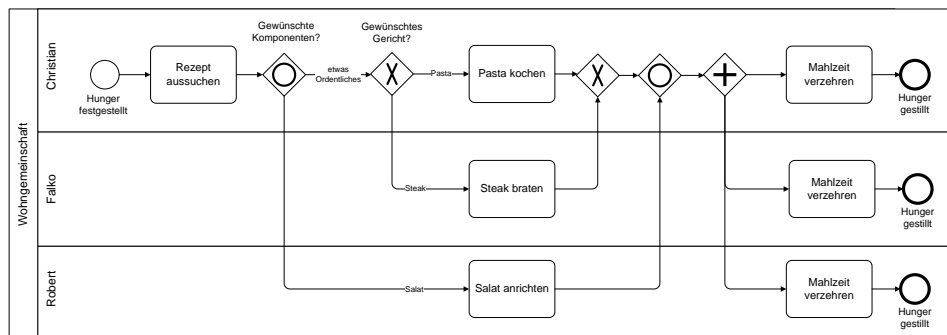 Wohngemeinschaft
Christian
Falko
Robert
Hunger
festgestellt
Rezept
aussuchen
Gewünschte
Komponenten?
etwas
Ordentliches
Gewünschtes
Gericht?
Pasta
Pasta kochen
Mahlzeit
verzehren
Hunger
gestillt
Steak
Steak braten
Mahlzeit
verzehren
Hunger
gestillt
Salat
Salat anrichten
Mahlzeit
verzehren
Hunger
gestillt